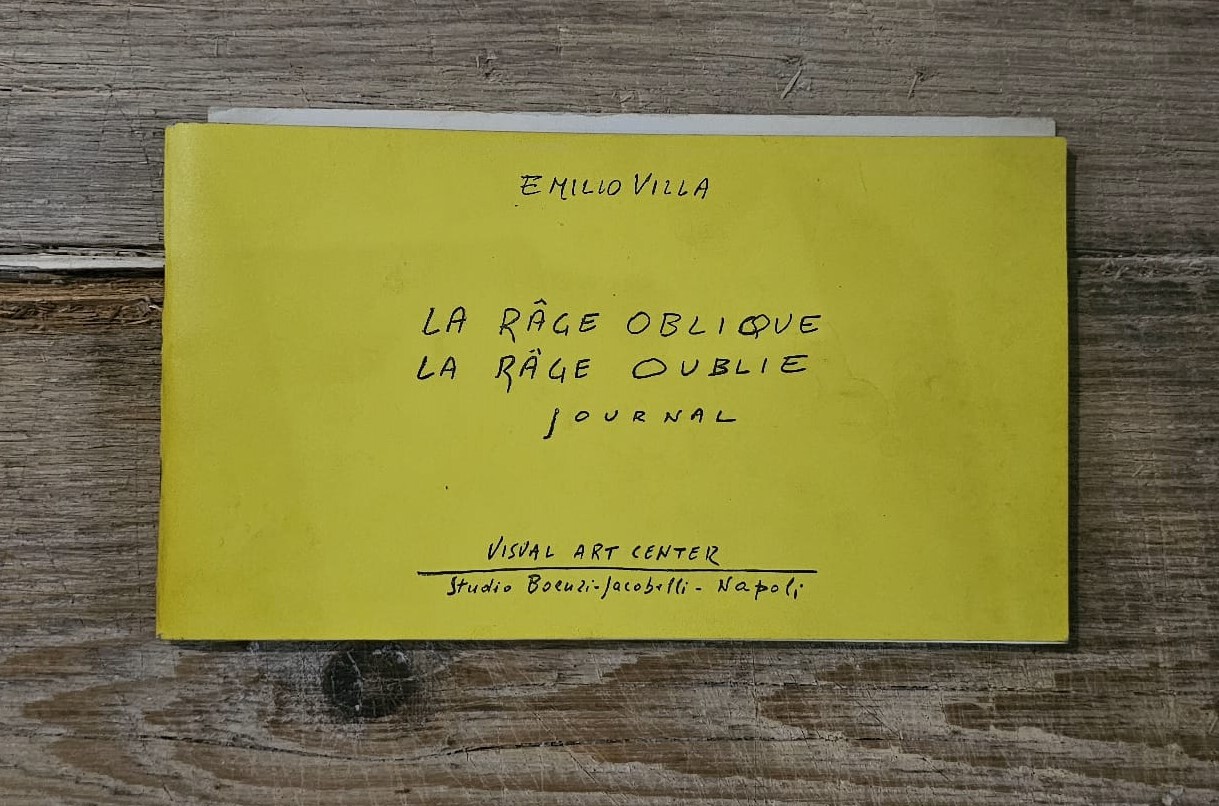 EMILIO VILLA
LA RÂGE OBLIQUE
LA RÂGE OUBLIE
JOURNAL
VISUAL ART CENTER
Studio Boenzi-Jacobelli - Napoli